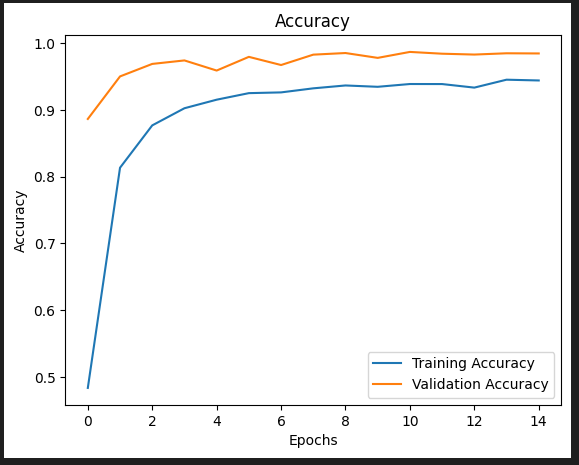 Accuracy
1.0
0.9
0.8
0.7
0.6
0.5
Accuracy
0 2 4 6 8 10 12 14
Epochs
Training Accuracy
Validation Accuracy